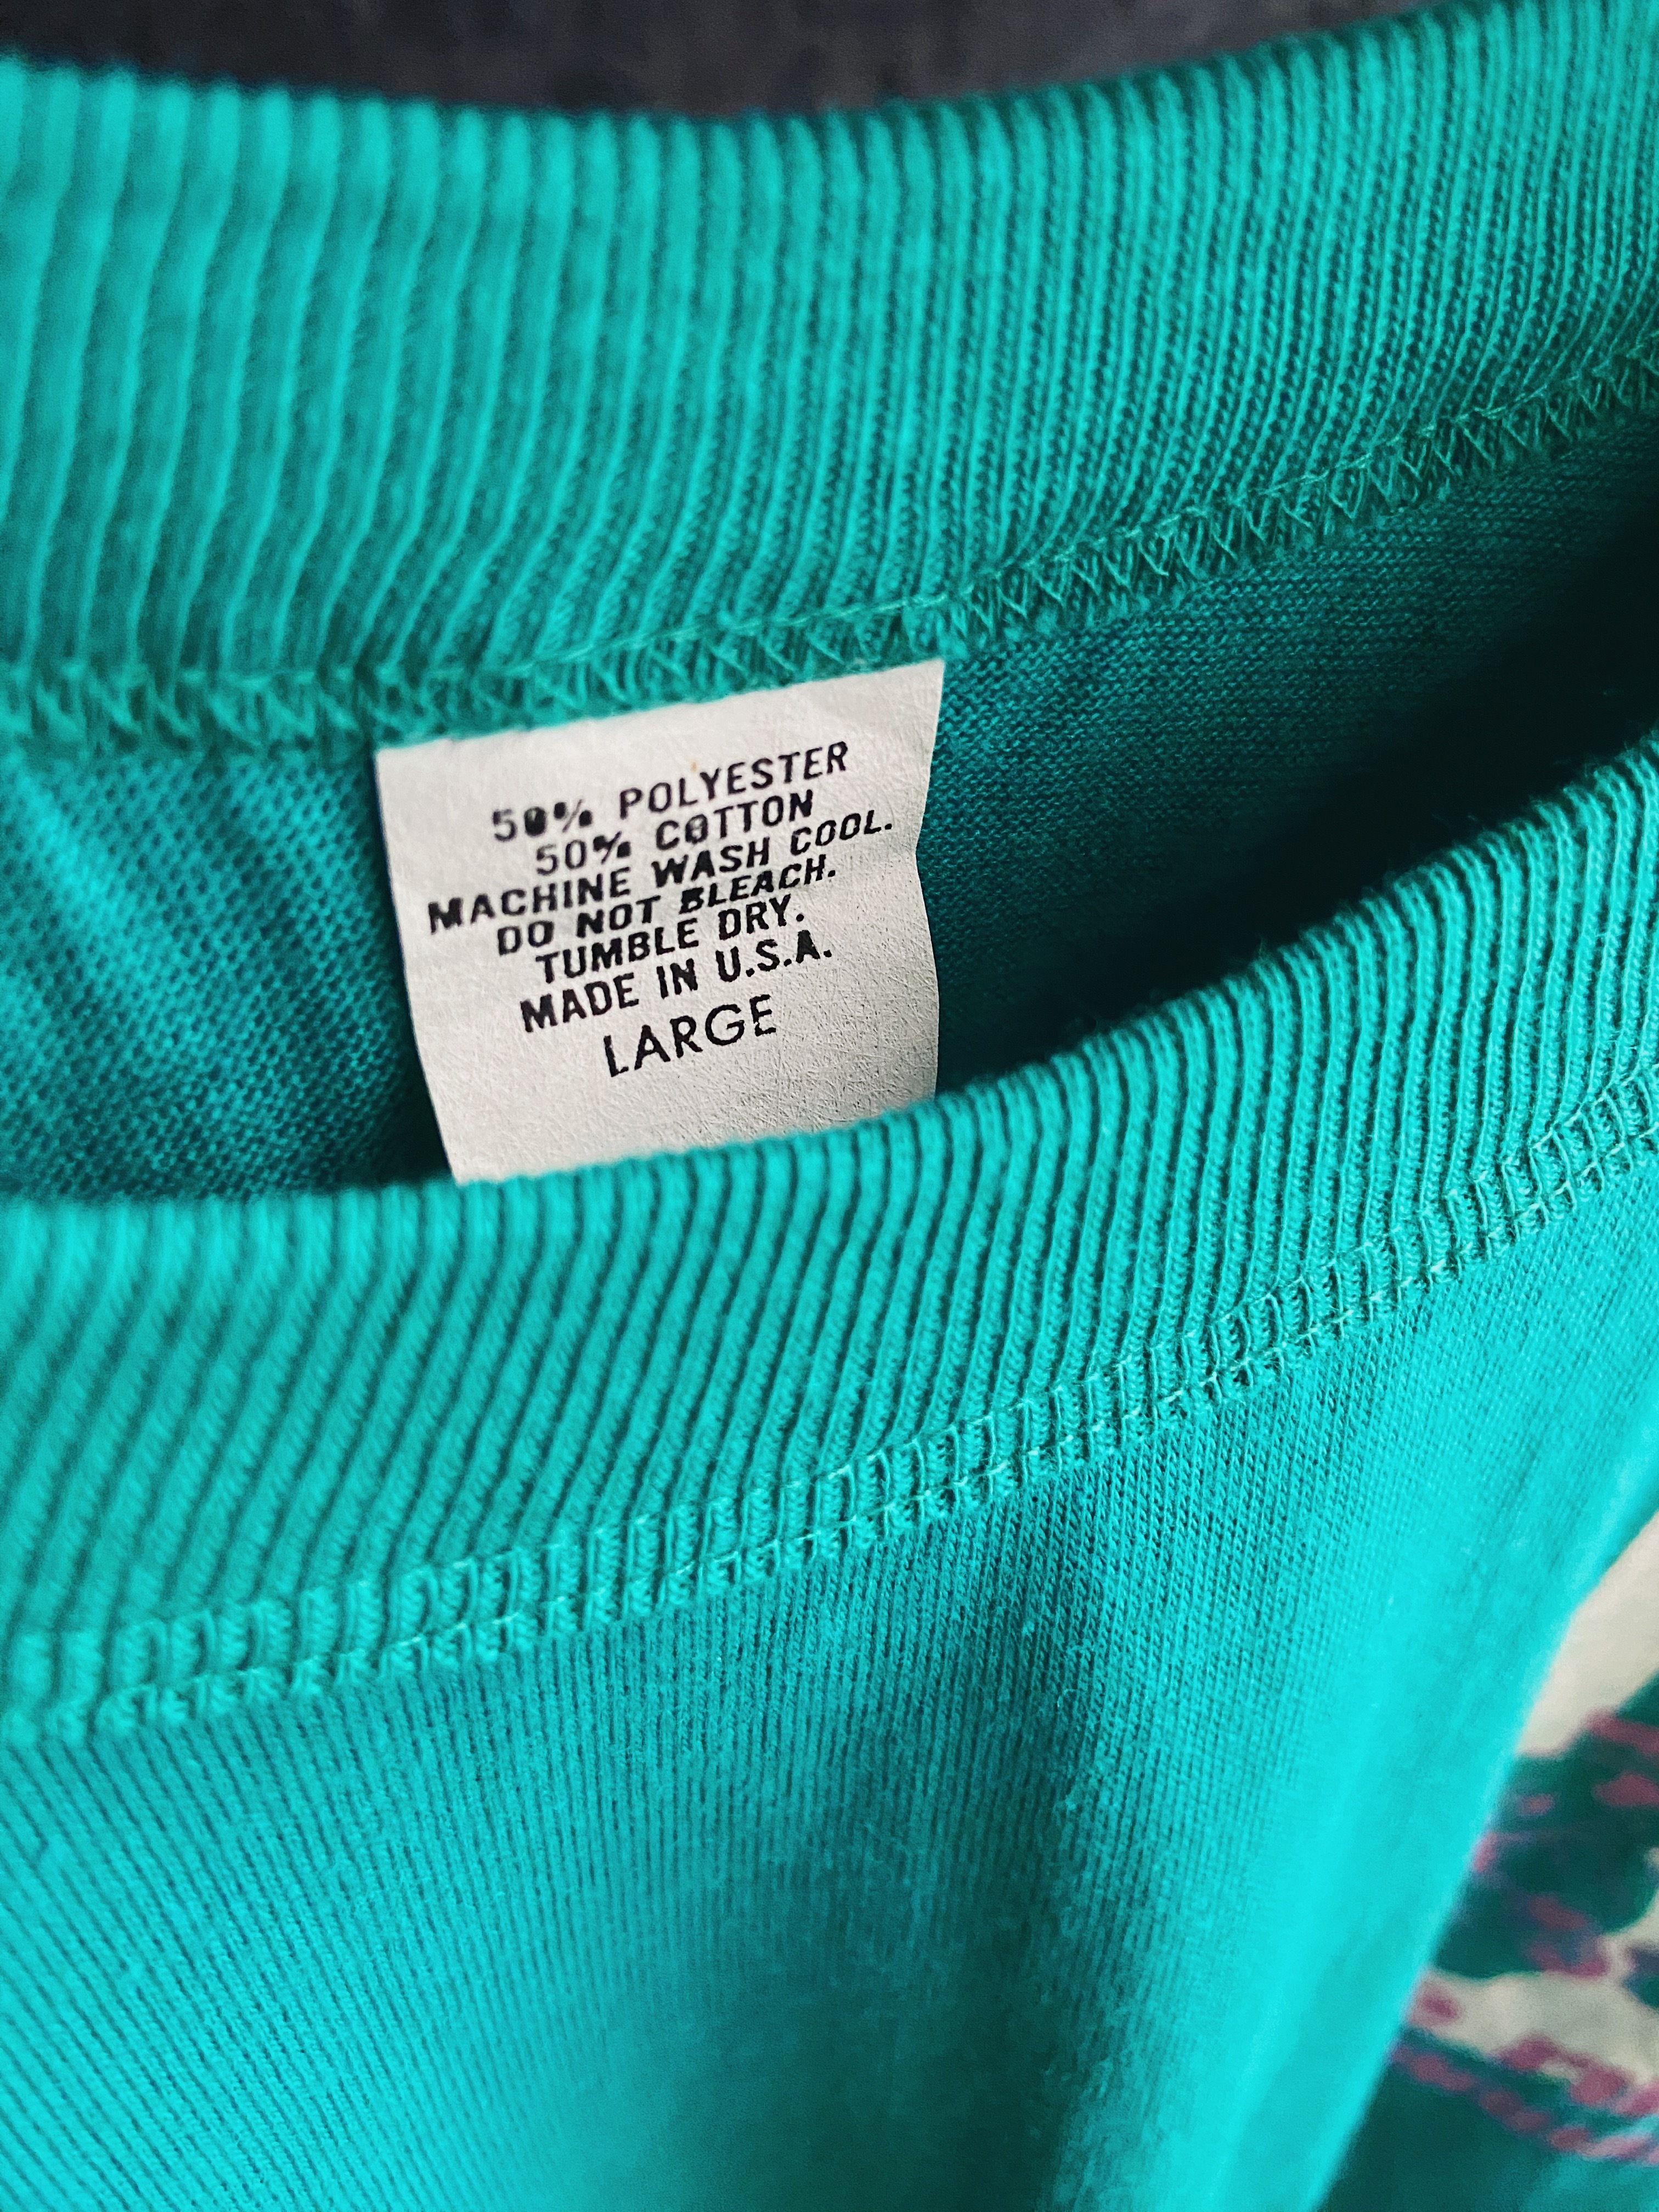 50% POLYESTER
50% COTTON
MACHINE WASH COOL.
DO NOT BLEACH.
TUMBLE DRY.
MADE IN U.S.A.
LARGE